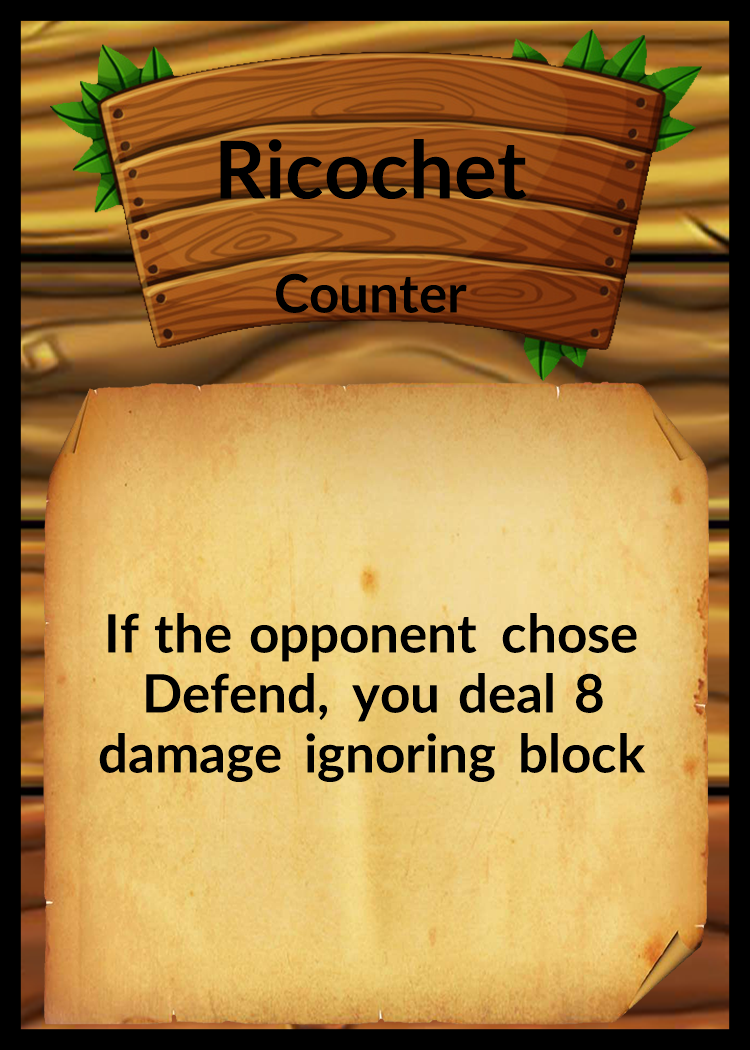 Ricochet
Counter
If the opponent chose
Defend, you deal 8
damage ignoring block